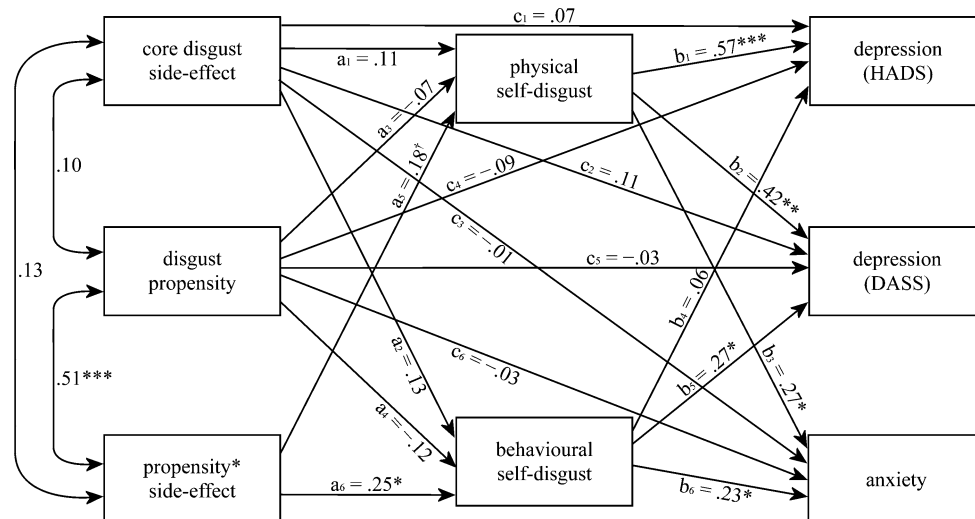 c₁ = .07
core disgust
side-effect
a₁ = .11
physical
self-disgust
b₁ = .57***
depression
(HADS)
a₃ = −.07
a₅ = .18†
c₄ = −.09
c₂ = .11
b₂ = .42**
.10
c₃ = −.01
.13
disgust
propensity
c₅ = −.03
depression
(DASS)
b₄ = .06
c₆ = −.03
a₂ = .13
b₃ = .27*
b₅ = .27*
.51***
a₄ = −.12
propensity*
side-effect
a₆ = .25*
behavioural
self-disgust
b₆ = .23*
anxiety